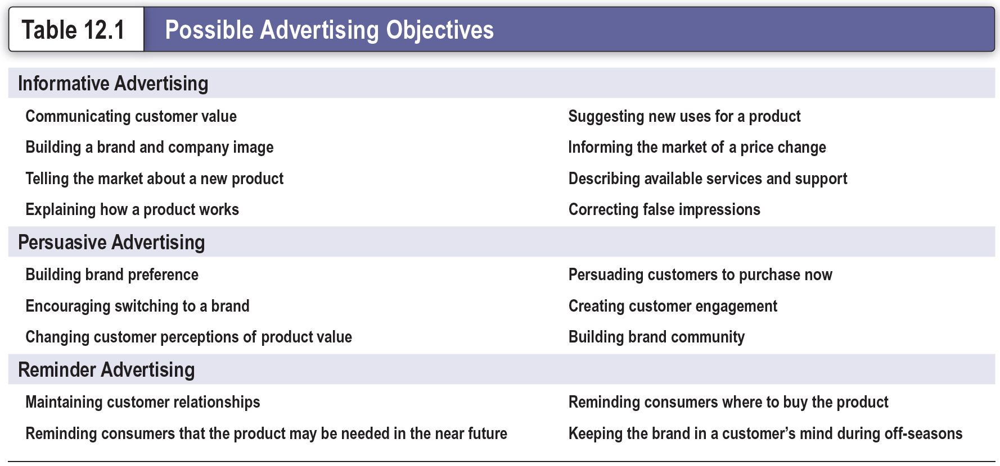 Table 12.1 Possible Advertising Objectives
Informative Advertising
Communicating customer value
Suggesting new uses for a product
Building a brand and company image
Informing the market of a price change
Telling the market about a new product
Describing available services and support
Explaining how a product works
Correcting false impressions
Persuasive Advertising
Building brand preference
Persuading customers to purchase now
Encouraging switching to a brand
Creating customer engagement
Changing customer perceptions of product value
Building brand community
Reminder Advertising
Maintaining customer relationships
Reminding consumers where to buy the product
Reminding consumers that the product may be needed in the near future
Keeping the brand in a customer’s mind during off-seasons